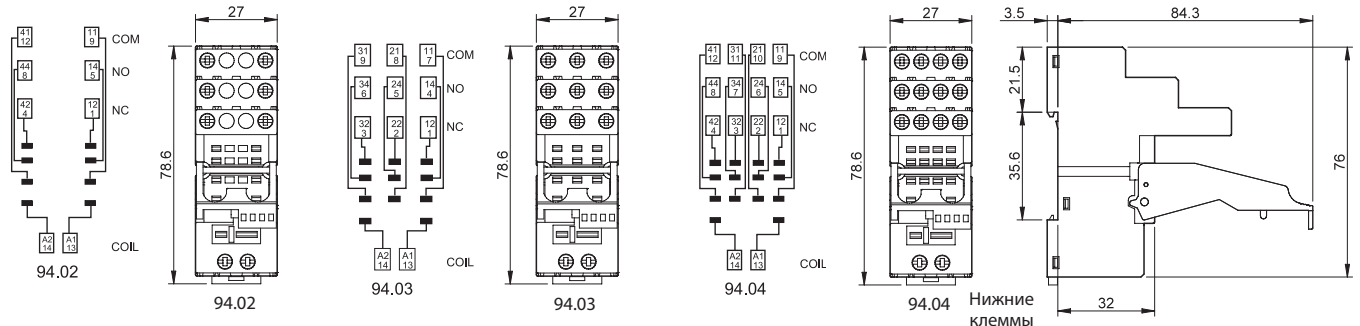 41 12
11 9
COM
44 8
14 5
NO
42 4
12 1
NC
A2 14
A1 13
COIL
94.02
27
78.6
94.02
31 9
21 8
11 7
COM
34 6
24 5
14 4
NO
32 3
22 2
12 1
NC
A2 14
A1 13
COIL
94.03
27
78.6
94.03
41 12
31 11
21 10
11 9
COM
44 8
34 7
24 6
14 5
NO
42 4
32 3
22 2
12 1
NC
A2 14
A1 13
COIL
94.04
27
78.6
94.04
3.5
84.3
21.5
35.6
76
32
Нижние
клеммы